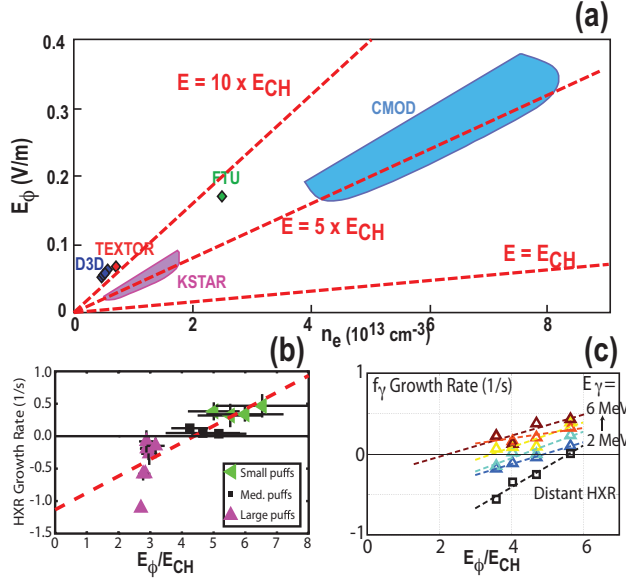 (a)
0.4
0.3
0.2
0.1
0
E_ϕ (V/m)
E = 10 x E_CH
CMOD
FTU
TEXTOR
D3D
KSTAR
E = 5 x E_CH
E = E_CH
2
4
6
8
n_e (10^13 cm^-3)
(b)
HXR Growth Rate (1/s)
1.0
0.5
0.0
-0.5
-1.0
-1.5
Small puffs
Med. puffs
Large puffs
0
1
2
3
4
5
6
7
8
E_ϕ/E_CH
(c)
f_γ Growth Rate (1/s)
E_γ=
6 MeV
2 MeV
Distant HXR
1
0
-1
0
2
4
6
E_ϕ/E_CH